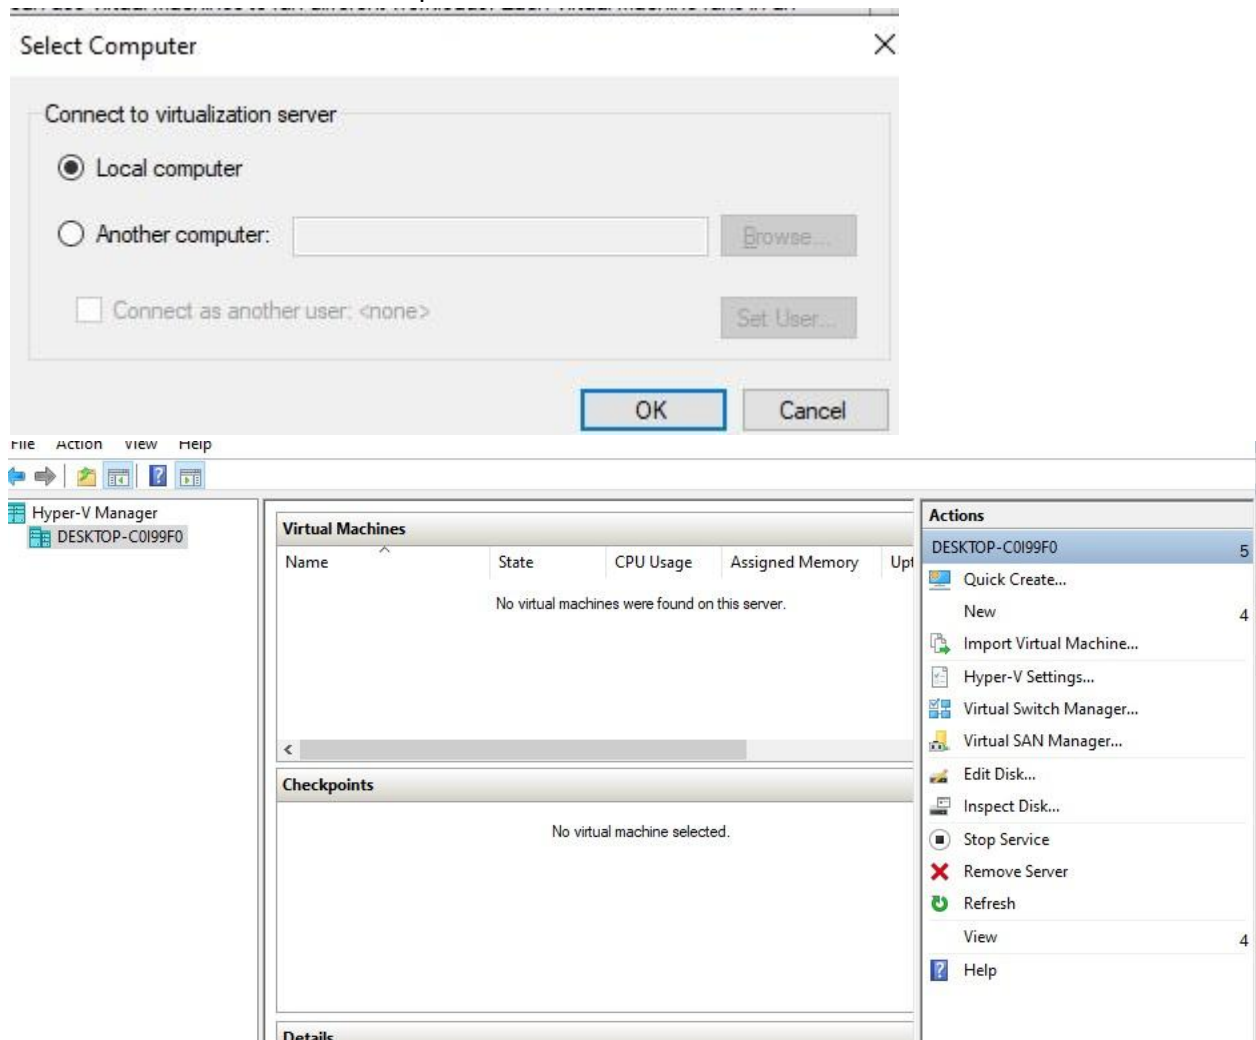 Select Computer
Connect to virtualization server
Local computer
Another computer:
Browse...
Connect as another user: <none>
Set User...
OK
Cancel
File Action View Help
Hyper-V Manager
DESKTOP-C0I99F0
Virtual Machines
Name State CPU Usage Assigned Memory Upt
No virtual machines were found on this server.
Checkpoints
No virtual machine selected.
Details
Actions
DESKTOP-C0I99F0 5
Quick Create...
New 4
Import Virtual Machine...
Hyper-V Settings...
Virtual Switch Manager...
Virtual SAN Manager...
Edit Disk...
Inspect Disk...
Stop Service
Remove Server
Refresh
View 4
Help